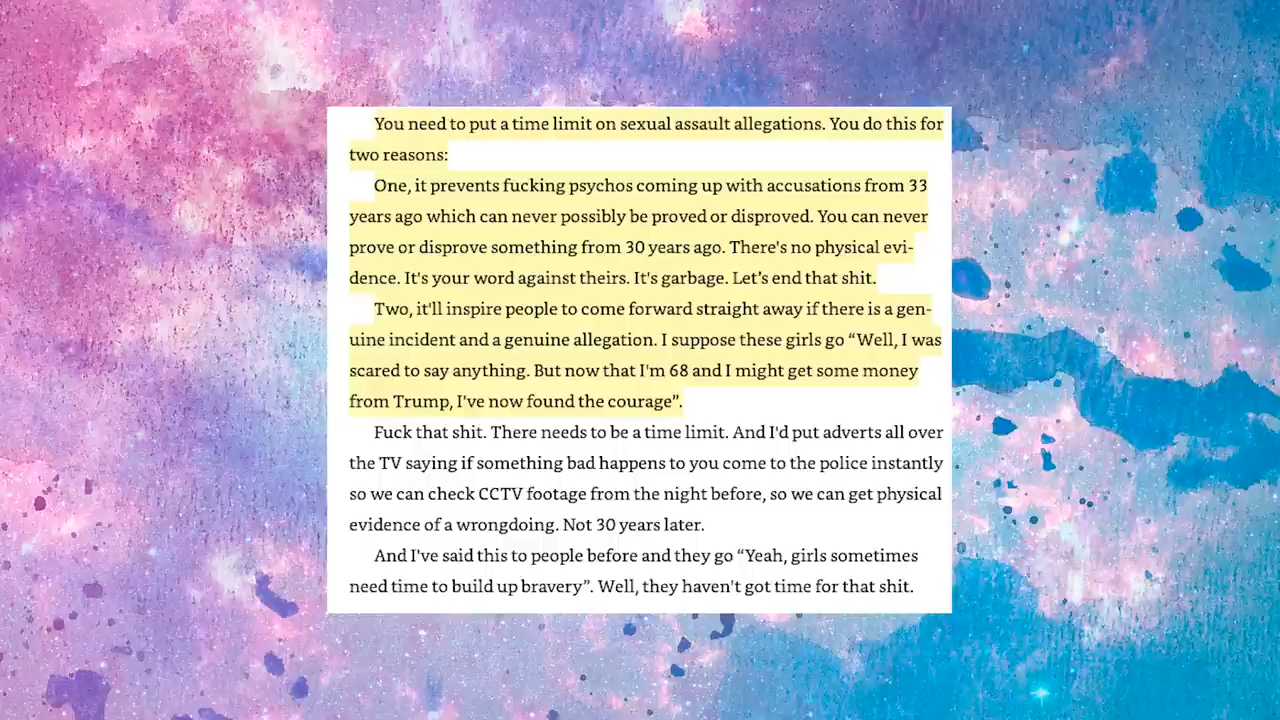 You need to put a time limit on sexual assault allegations. You do this for
two reasons:
One, it prevents fucking psychos coming up with accusations from 33
years ago which can never possibly be proved or disproved. You can never
prove or disprove something from 30 years ago. There's no physical evi-
dence. It's your word against theirs. It's garbage. Let’s end that shit.
Two, it'll inspire people to come forward straight away if there is a gen-
uine incident and a genuine allegation. I suppose these girls go “Well, I was
scared to say anything. But now that I'm 68 and I might get some money
from Trump, I've now found the courage”.
Fuck that shit. There needs to be a time limit. And I'd put adverts all over
the TV saying if something bad happens to you come to the police instantly
so we can check CCTV footage from the night before, so we can get physical
evidence of a wrongdoing. Not 30 years later.
And I've said this to people before and they go “Yeah, girls sometimes
need time to build up bravery”. Well, they haven't got time for that shit.